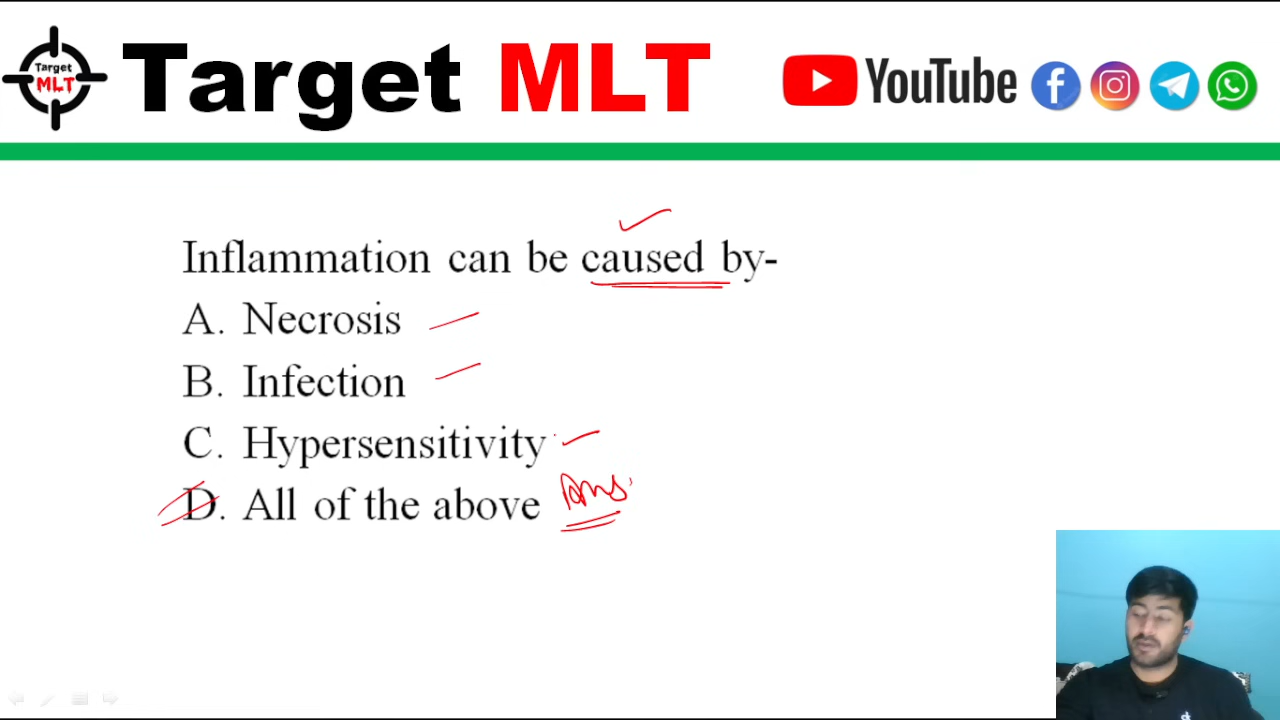 Target MLT
Target MLT YouTube
Inflammation can be caused by-
A. Necrosis
B. Infection
C. Hypersensitivity
D. All of the above Ans